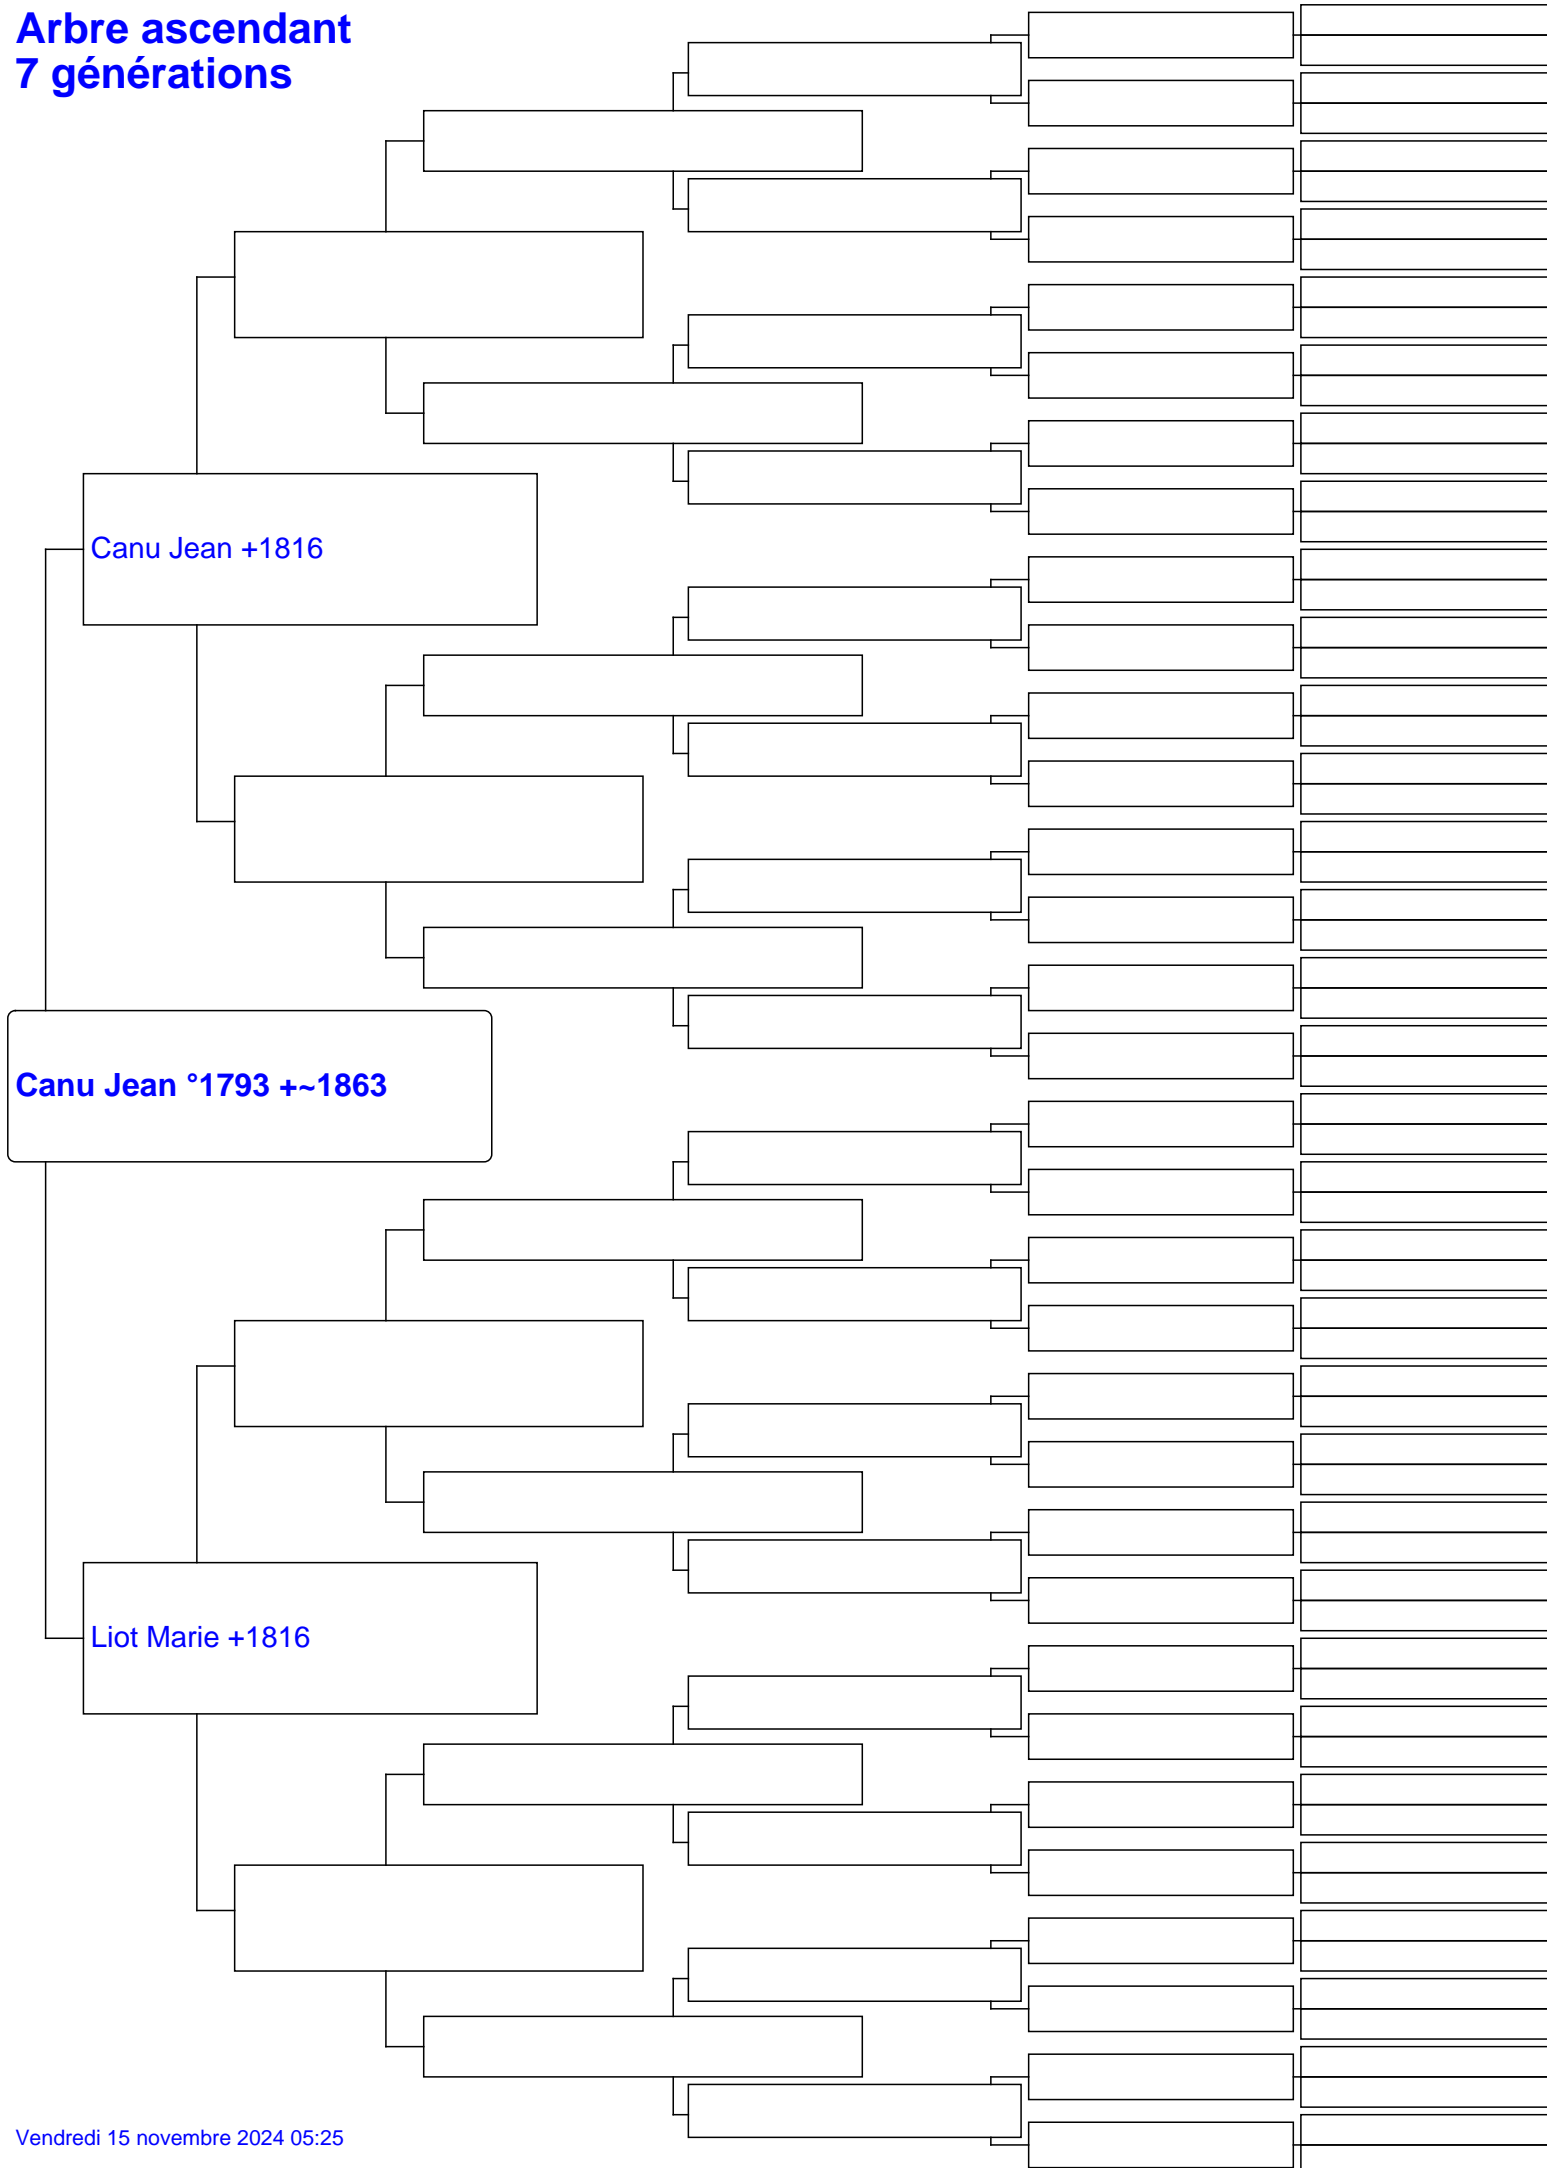 Arbre ascendant
7 générations
Canu Jean +1816
Canu Jean °1793 +~1863
Liot Marie +1816
Vendredi 15 novembre 2024 05:25